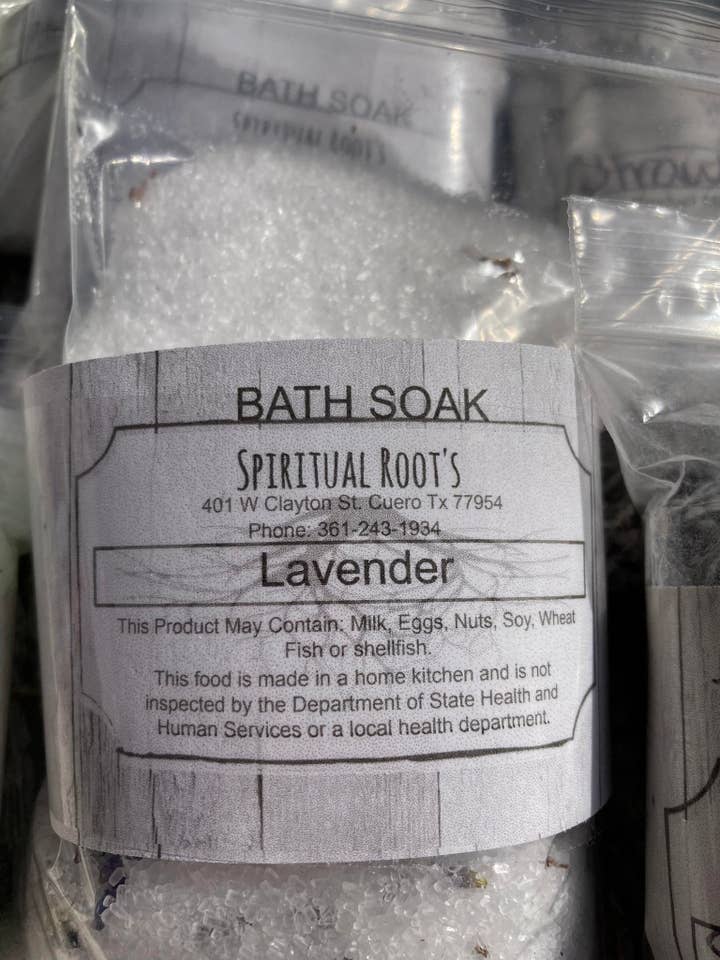 BATH SOAK
SPIRITUAL ROOT'S
BATH SOAK
SPIRITUAL ROOT'S
401 W Clayton St. Cuero Tx 77954
Phone: 361-243-1934
Lavender
This Product May Contain: Milk, Eggs, Nuts, Soy, Wheat
Fish or shellfish.
This food is made in a home kitchen and is not
inspected by the Department of State Health and
Human Services or a local health department.